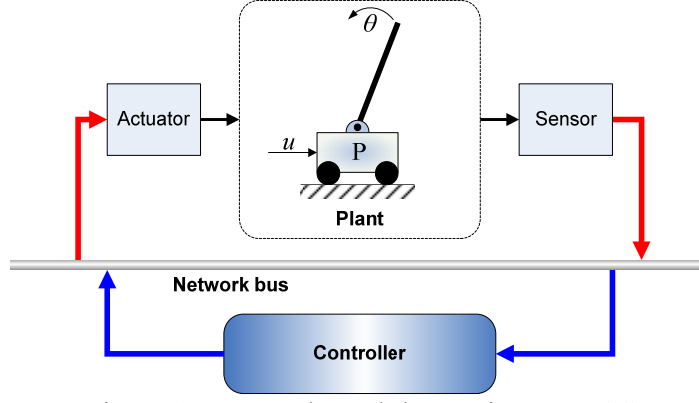 θ
Actuator
Sensor
u
P
Plant
Network bus
Controller